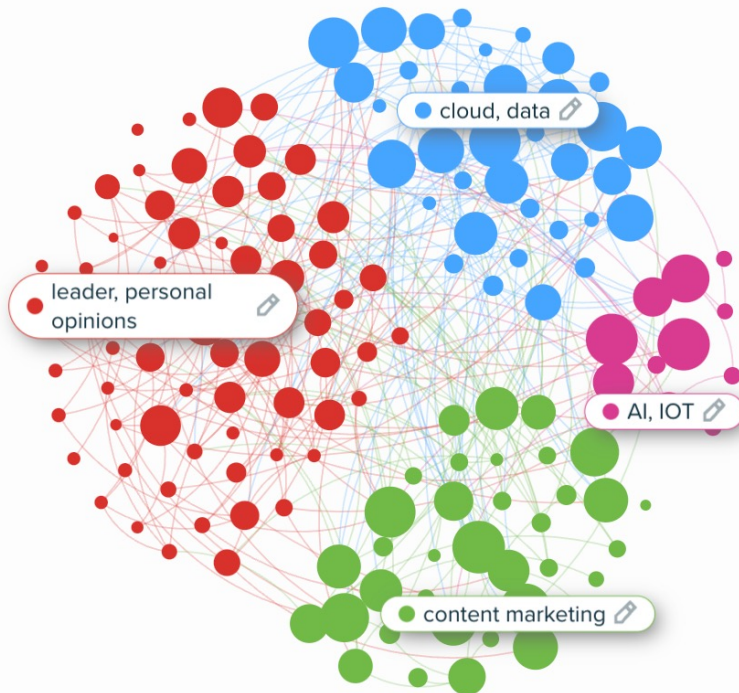 cloud, data
leader, personal
opinions
AI, IOT
content marketing